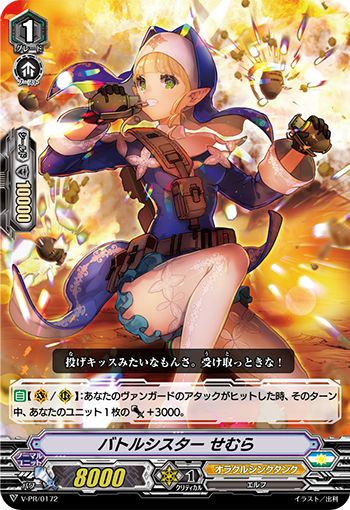 1
グレード
ブースト
シールド
10000
投げキッスみたいなもんさ。受け取っときな！
自【V/R】：あなたのヴァンガードのアタックがヒットした時、そのターン
中、あなたのユニット1枚の +3000。
バトルシスター せむら
ノーマル
ユニット
パワー
8000
1
クリティカル
オラクルシンクタンク
エルフ
V-PR/0172
イラスト／出利